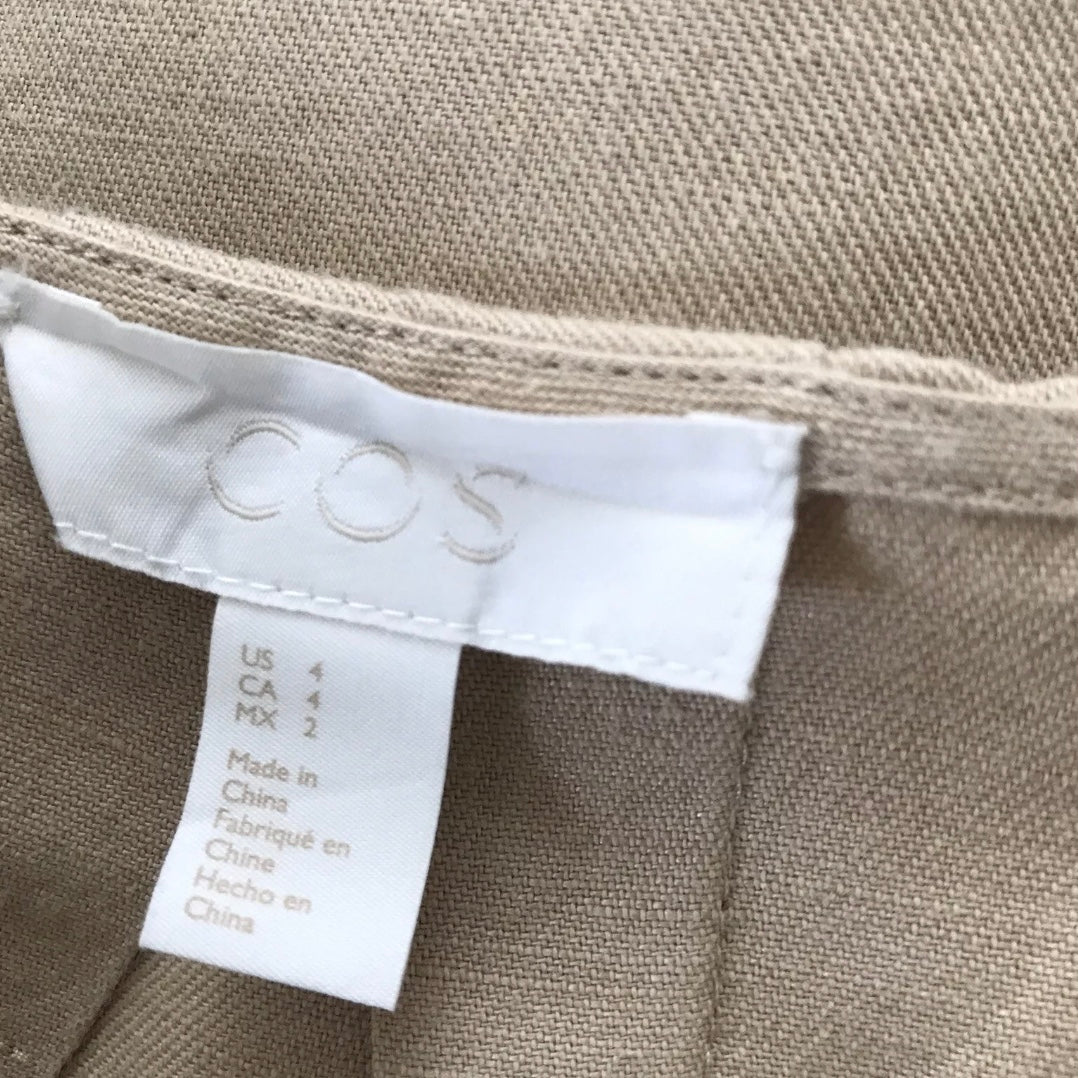 COS
US 4
CA 4
MX 2
Made in
China
Fabriqué en
Chine
Hecho en
China